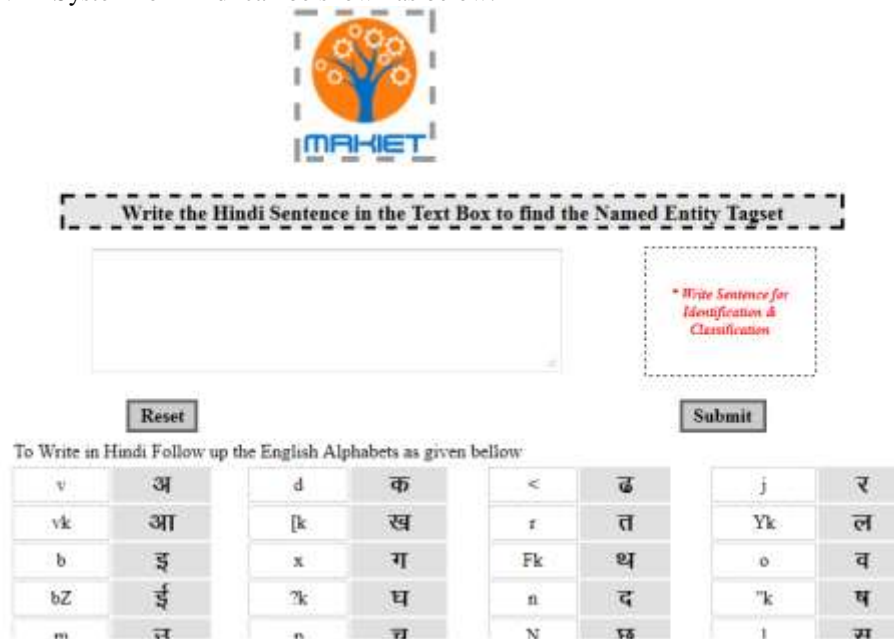 MAKIET
Write the Hindi Sentence in the Text Box to find the Named Entity Tagset
* Write Sentence for
Identification &
Classification
Reset
Submit
To Write in Hindi Follow up the English Alphabets as given bellow
v अ d क < ढ j र
vk आ [k ख r त Yk ल
b इ x ग Fk थ o व
bZ ई ?k घ n द "k ष
m उ p च N छ l स